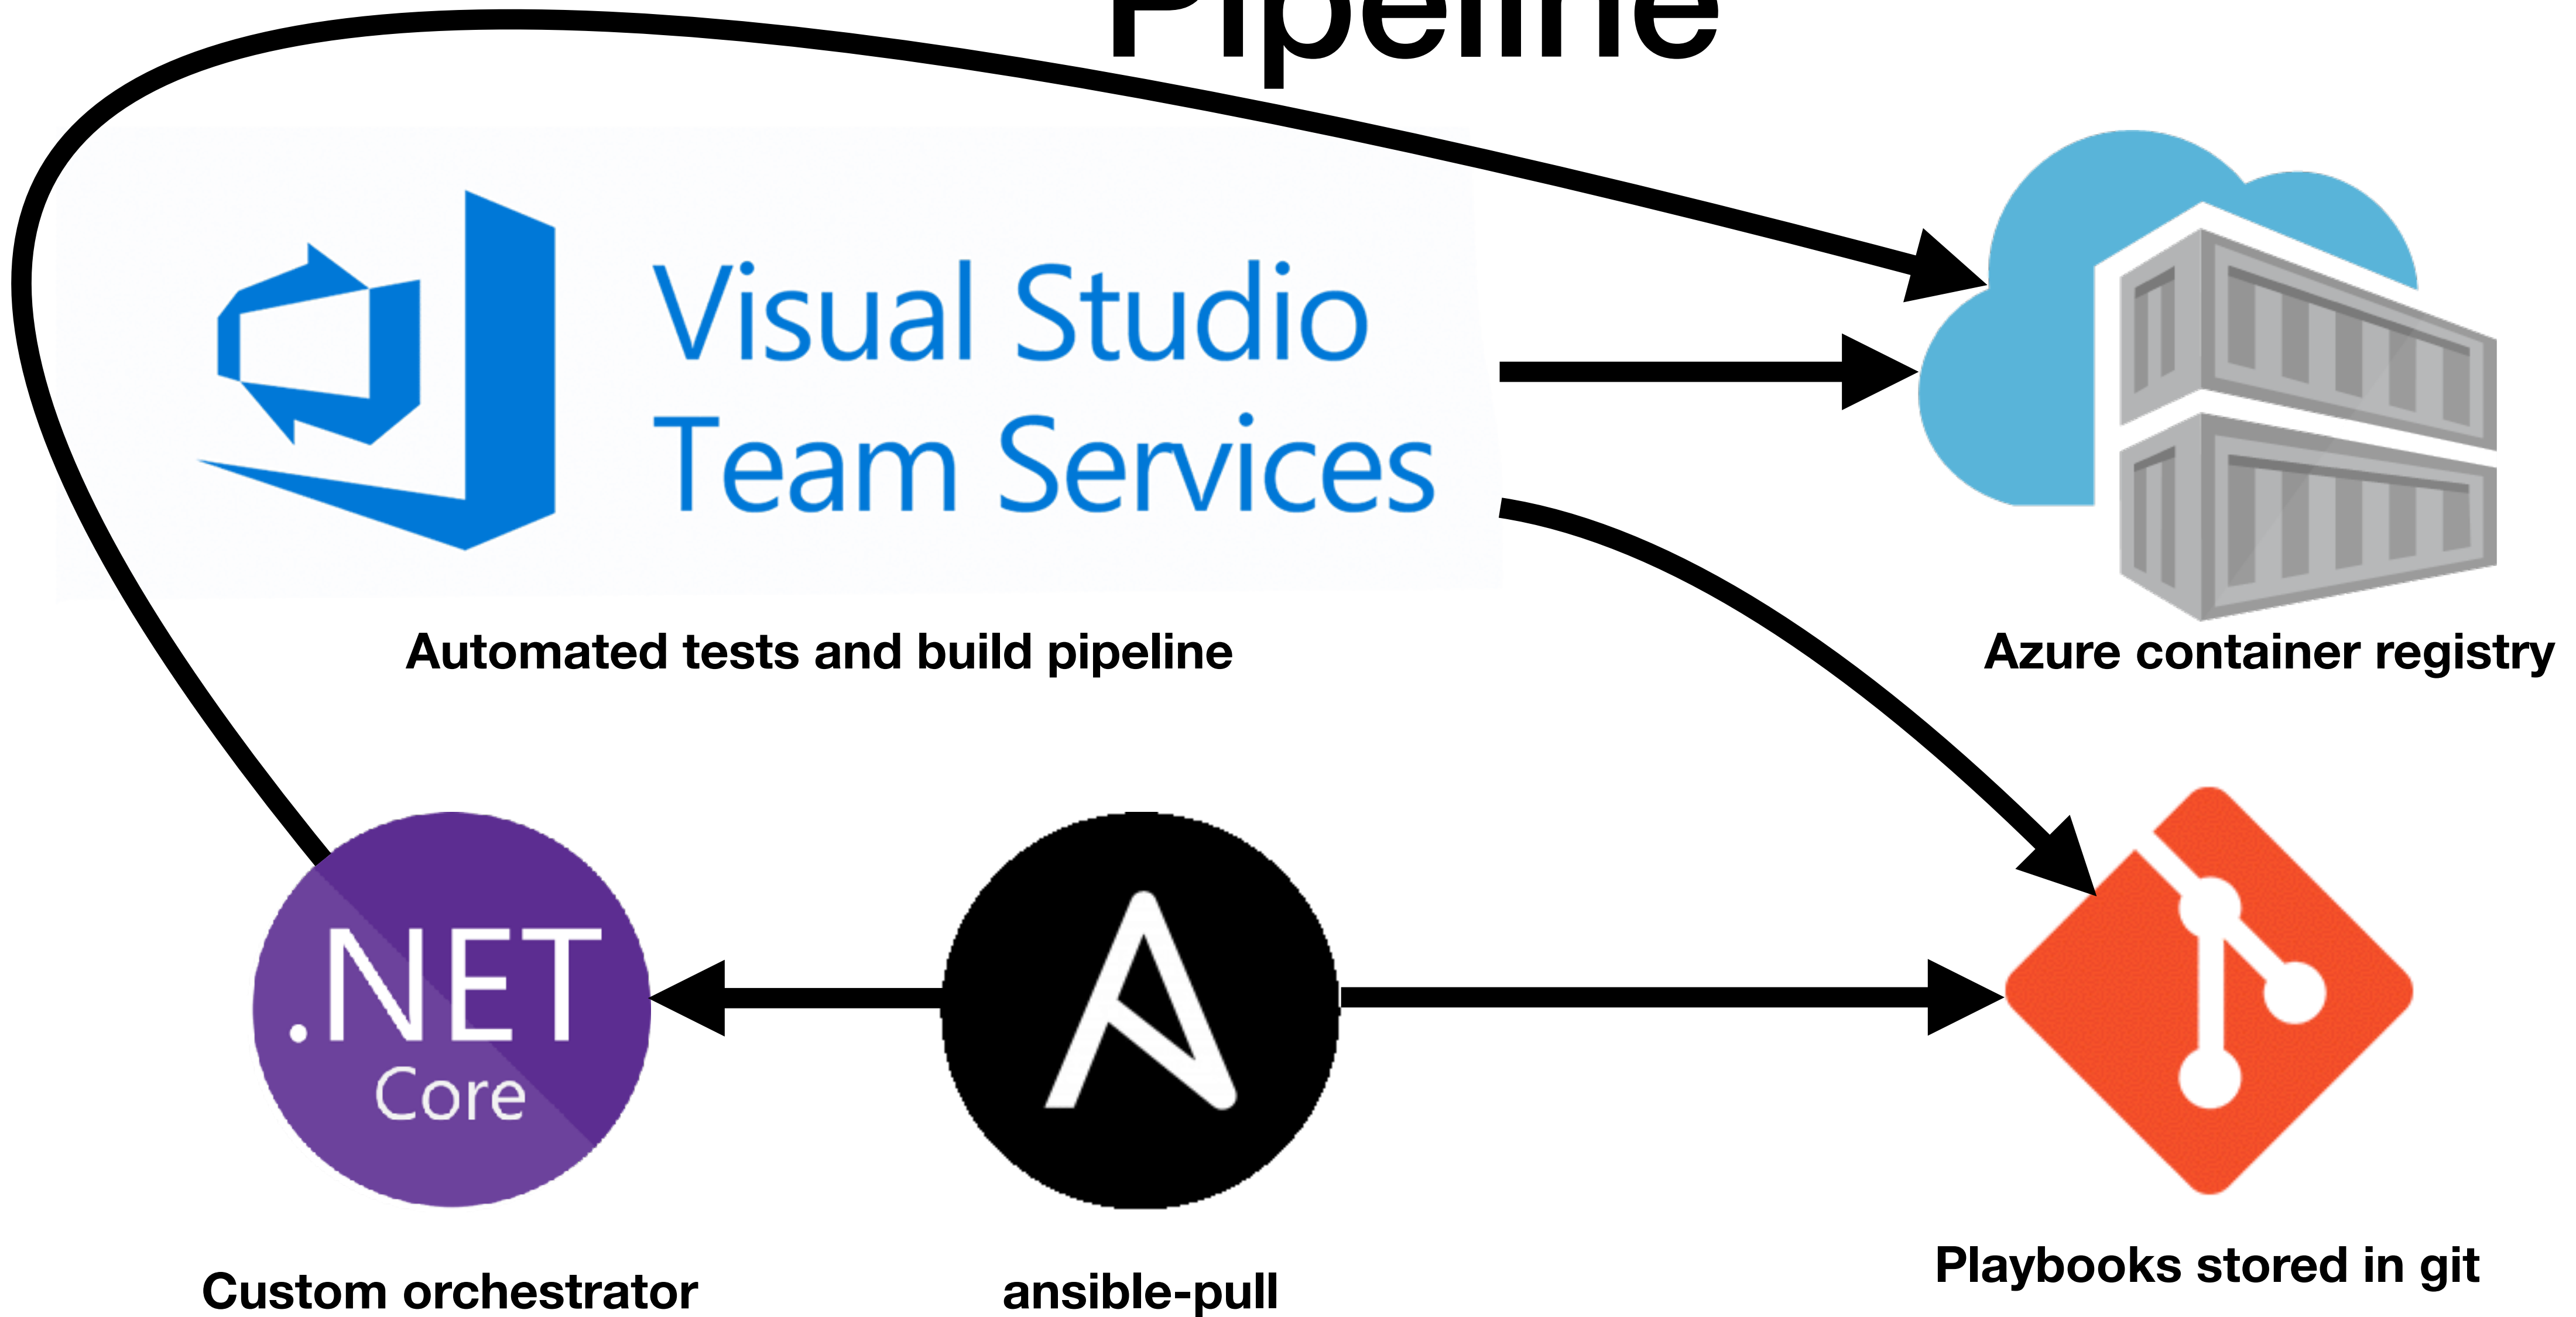 Pipeline
Visual Studio
Team Services
Automated tests and build pipeline
Azure container registry
.NET
Core
Custom orchestrator
ansible-pull
Playbooks stored in git